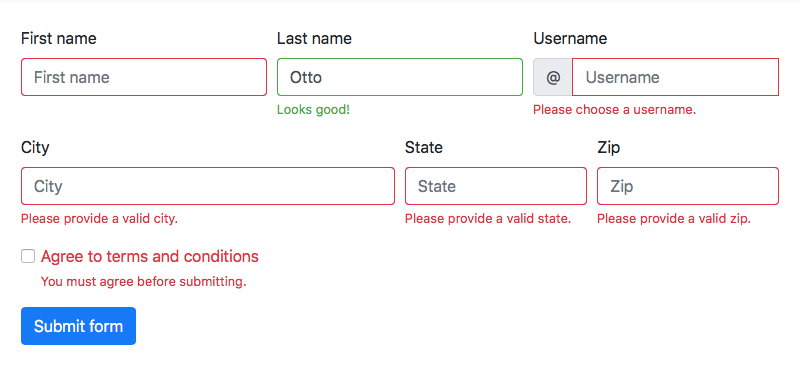 First name Last name Username
First name Otto @ Username
Looks good! Please choose a username.
City State Zip
City State Zip
Please provide a valid city. Please provide a valid state. Please provide a valid zip.
Agree to terms and conditions
You must agree before submitting.
Submit form